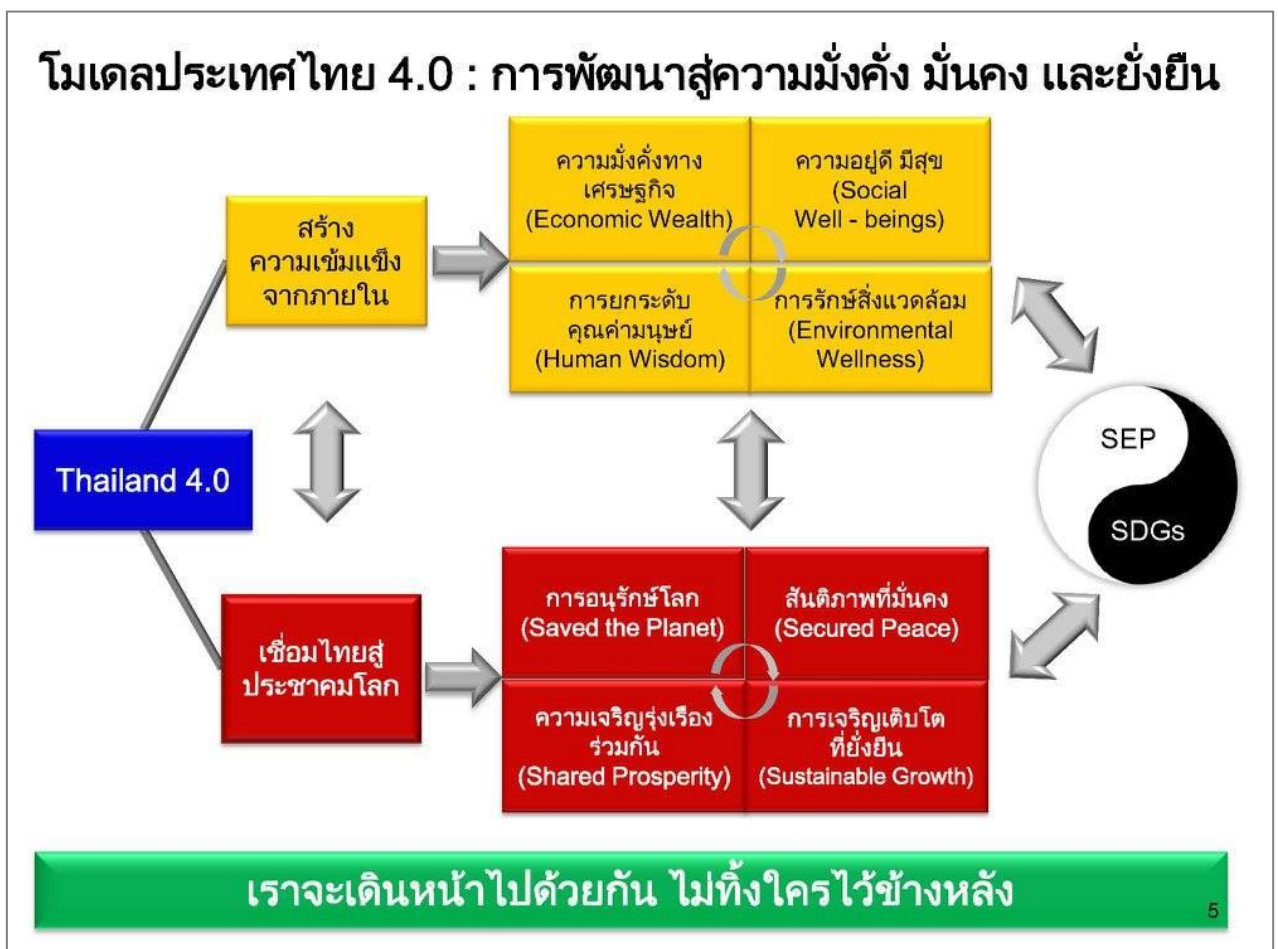 โมเดลประเทศไทย 4.0 : การพัฒนาสู่ความมั่งคั่ง มั่นคง และยั่งยืน
สร้าง
ความเข้มแข็ง
จากภายใน
ความมั่งคั่งทาง
เศรษฐกิจ
(Economic Wealth)
ความอยู่ดี มีสุข
(Social
Well - beings)
การยกระดับ
คุณค่ามนุษย์
(Human Wisdom)
การรักษ์สิ่งแวดล้อม
(Environmental
Wellness)
Thailand 4.0
SEP
SDGs
เชื่อมไทยสู่
ประชาคมโลก
การอนุรักษ์โลก
(Saved the Planet)
สันติภาพที่มั่นคง
(Secured Peace)
ความเจริญรุ่งเรือง
ร่วมกัน
(Shared Prosperity)
การเจริญเติบโต
ที่ยั่งยืน
(Sustainable Growth)
เราจะเดินหน้าไปด้วยกัน ไม่ทิ้งใครไว้ข้างหลัง
5